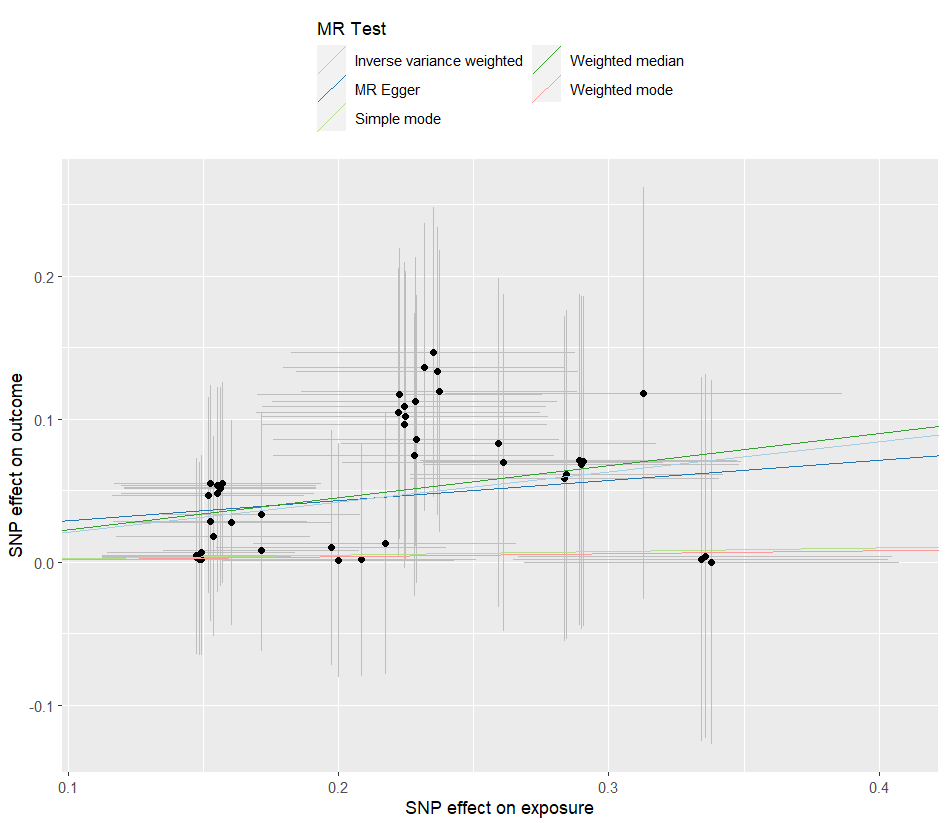 MR Test
Inverse variance weighted
Weighted median
MR Egger
Weighted mode
Simple mode
SNP effect on outcome
0.2
0.1
0.0
-0.1
0.1
0.2
0.3
0.4
SNP effect on exposure